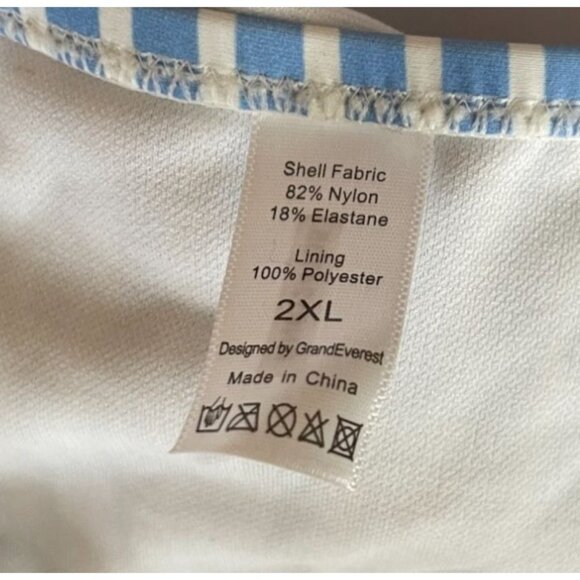 Shell Fabric
82% Nylon
18% Elastane
Lining
100% Polyester
2XL
Designed by GrandEverest
Made in China